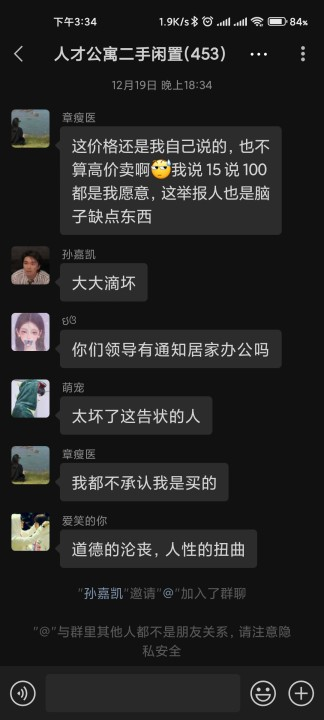 下午3:34
1.9K/s
84%
人才公寓二手闲置(453)
12月19日 晚上18:34
章瘦医
这价格还是我自己说的，也不
算高价卖啊 我说 15 说 100
都是我愿意，这举报人也是脑
子缺点东西
孙嘉凯
大大滴坏
你们领导有通知居家办公吗
萌宠
太坏了这告状的人
章瘦医
我都不承认我是买的
爱笑的你
道德的沦丧，人性的扭曲
"孙嘉凯"邀请"@"加入了群聊
"@"与群里其他人都不是朋友关系，请注意隐
私安全